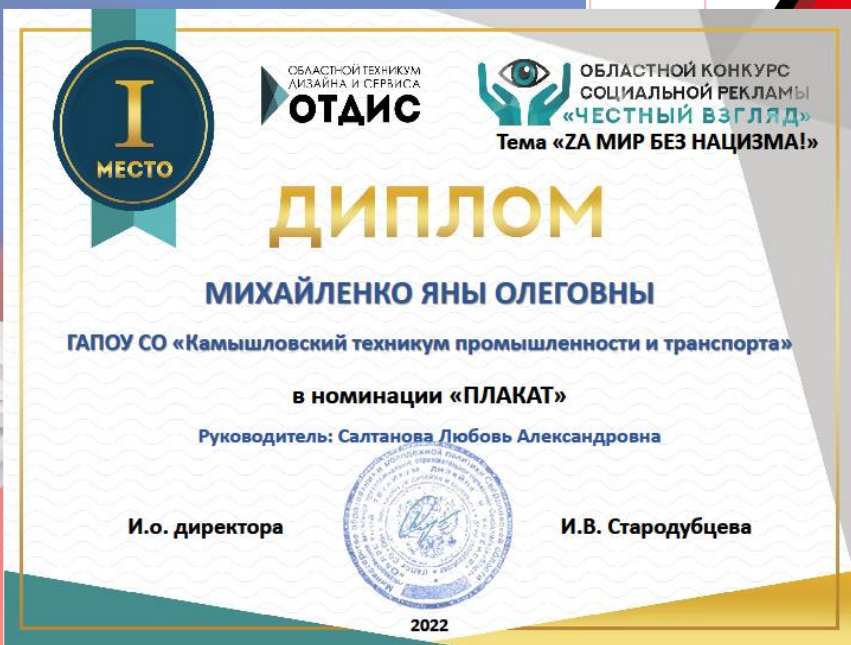 I
МЕСТО
ОБЛАСТНОЙ ТЕХНИКУМ
ДИЗАЙНА И СЕРВИСА
ОТДИС
ОБЛАСТНОЙ КОНКУРС
СОЦИАЛЬНОЙ РЕКЛАМЫ
«ЧЕСТНЫЙ ВЗГЛЯД»
Тема «ZА МИР БЕЗ НАЦИЗМА!»
ДИПЛОМ
МИХАЙЛЕНКО ЯНЫ ОЛЕГОВНЫ
ГАПОУ СО «Камышловский техникум промышленности и транспорта»
в номинации «ПЛАКАТ»
Руководитель: Салтанова Любовь Александровна
И.о. директора
И.В. Стародубцева
2022